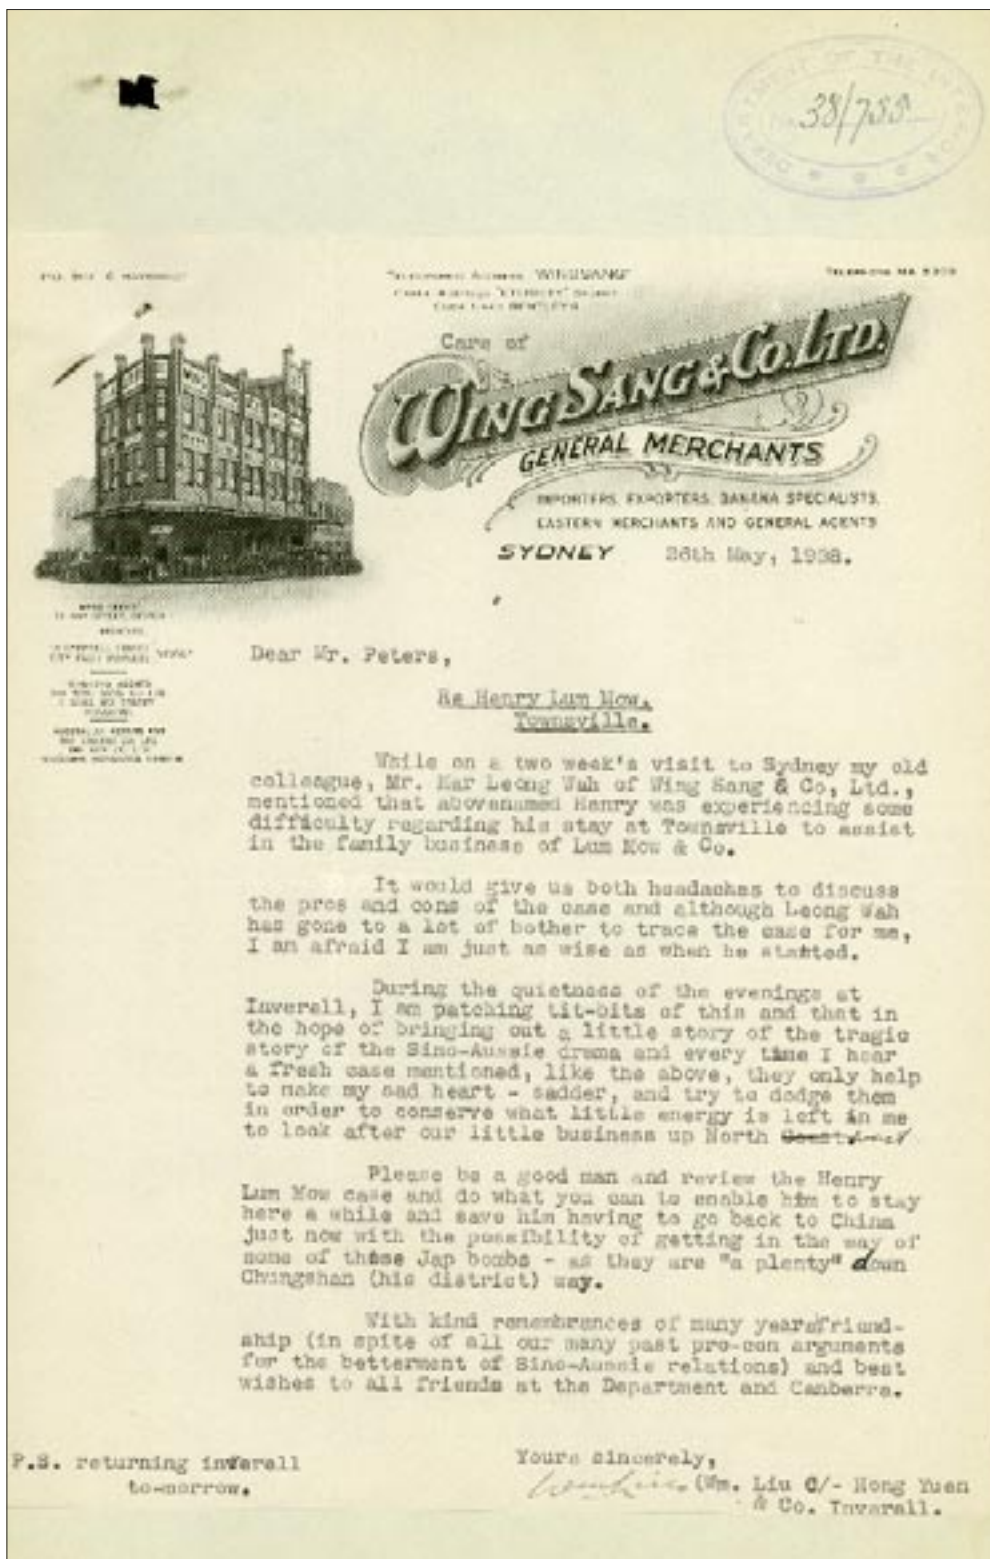 DEPARTMENT OF THE INTERIOR
38/755
"WINGSANG"
Care of
WING SANG & CO. LTD.
GENERAL MERCHANTS
IMPORTERS, EXPORTERS, BANANA SPECIALISTS,
EASTERN MERCHANTS AND GENERAL AGENTS
SYDNEY 26th May, 1938.
Dear Mr. Peters,
Re Henry Lum Mow.
Townsville.
While on a two week's visit to Sydney my old
colleague, Mr. Mar Leong Wah of Wing Sang & Co, Ltd.,
mentioned that abovenamed Henry was experiencing some
difficulty regarding his stay at Townsville to assist
in the family business of Lum Mow & Co.
It would give us both headaches to discuss
the pros and cons of the case and although Leong Wah
has gone to a lot of bother to trace the case for me,
I am afraid I am just as wise as when he started.
During the quietness of the evenings at
Inverell, I am patching tit-bits of this and that in
the hope of bringing out a little story of the tragic
story of the Sino-Aussie drama and every time I hear
a fresh case mentioned, like the above, they only help
to make my sad heart - sadder, and try to dodge them
in order to conserve what little energy is left in me
to look after our little business up North
Please be a good man and review the Henry
Lum Mow case and do what you can to enable him to stay
here a while and save him having to go back to China
just now with the possibility of getting in the way of
some of these Jap bombs - as they are "a plenty" down
Chungshan (his district) way.
With kind remembrances of many years friend-
ship (in spite of all our many past pro-con arguments
for the betterment of Sino-Aussie relations) and best
wishes to all friends at the Department and Canberra.
Yours sincerely,
(Wm. Liu C/- Hong Yuen
& Co. Inverell.
P.S. returning inverell
to-morrow.